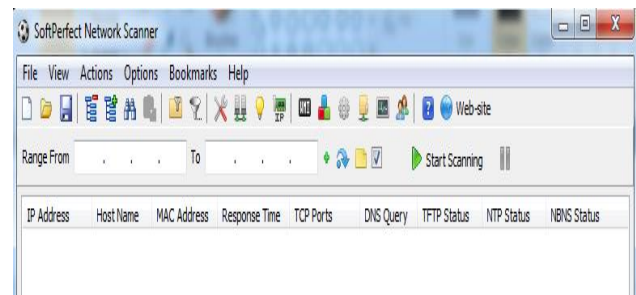 SoftPerfect Network Scanner
File View Actions Options Bookmarks Help
IP Web-site
Range From . . . To . . . Start Scanning
IP Address Host Name MAC Address Response Time TCP Ports DNS Query TFTP Status NTP Status NBNS Status